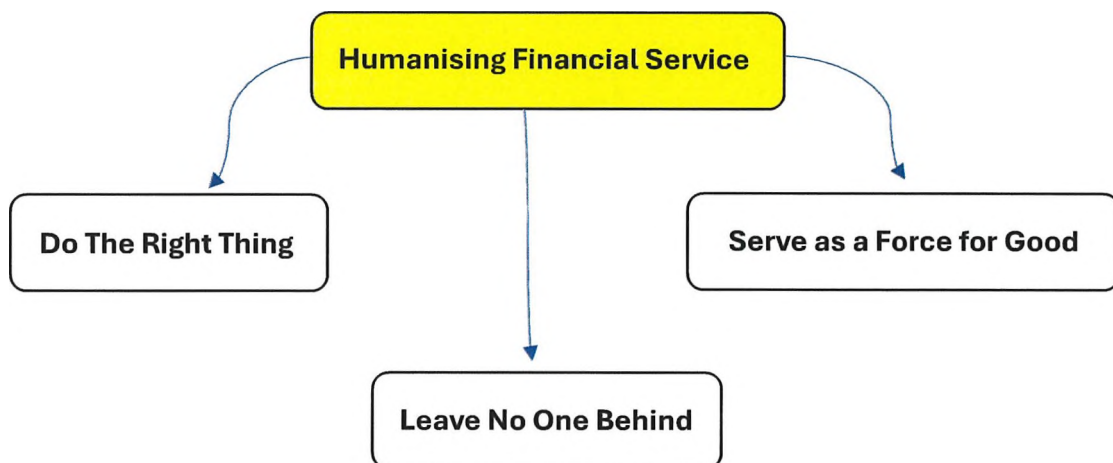 Humanising Financial Service
Do The Right Thing
Serve as a Force for Good
Leave No One Behind